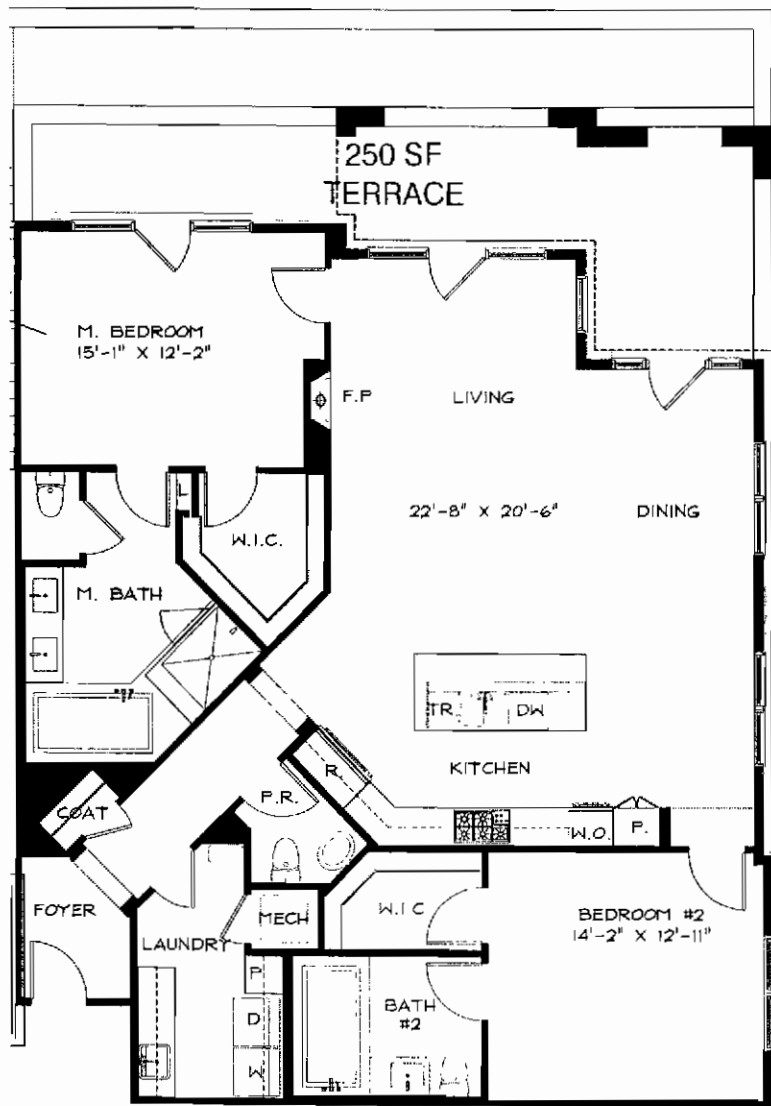 250 SF
TERRACE
M. BEDROOM
15'-1" X 12'-2"
F.P
LIVING
22'-8" X 20'-6"
DINING
L
W.I.C.
M. BATH
TR.
DW
KITCHEN
R.
P.R.
COAT
W.O.
P.
FOYER
LAUNDRY
MECH
W.I.C
BEDROOM #2
14'-2" X 12'-11"
P
D
W
BATH
#2